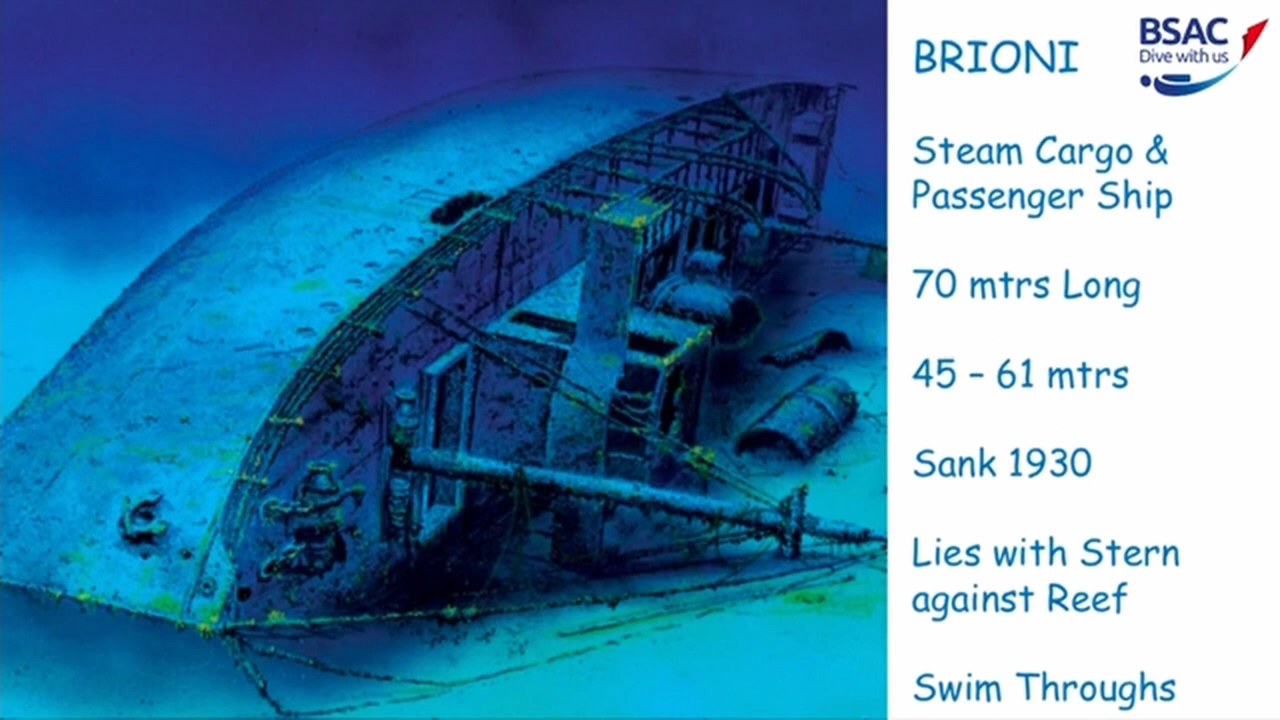 BRIONI
BSAC
Dive with us
Steam Cargo &
Passenger Ship
70 mtrs Long
45 – 61 mtrs
Sank 1930
Lies with Stern
against Reef
Swim Throughs